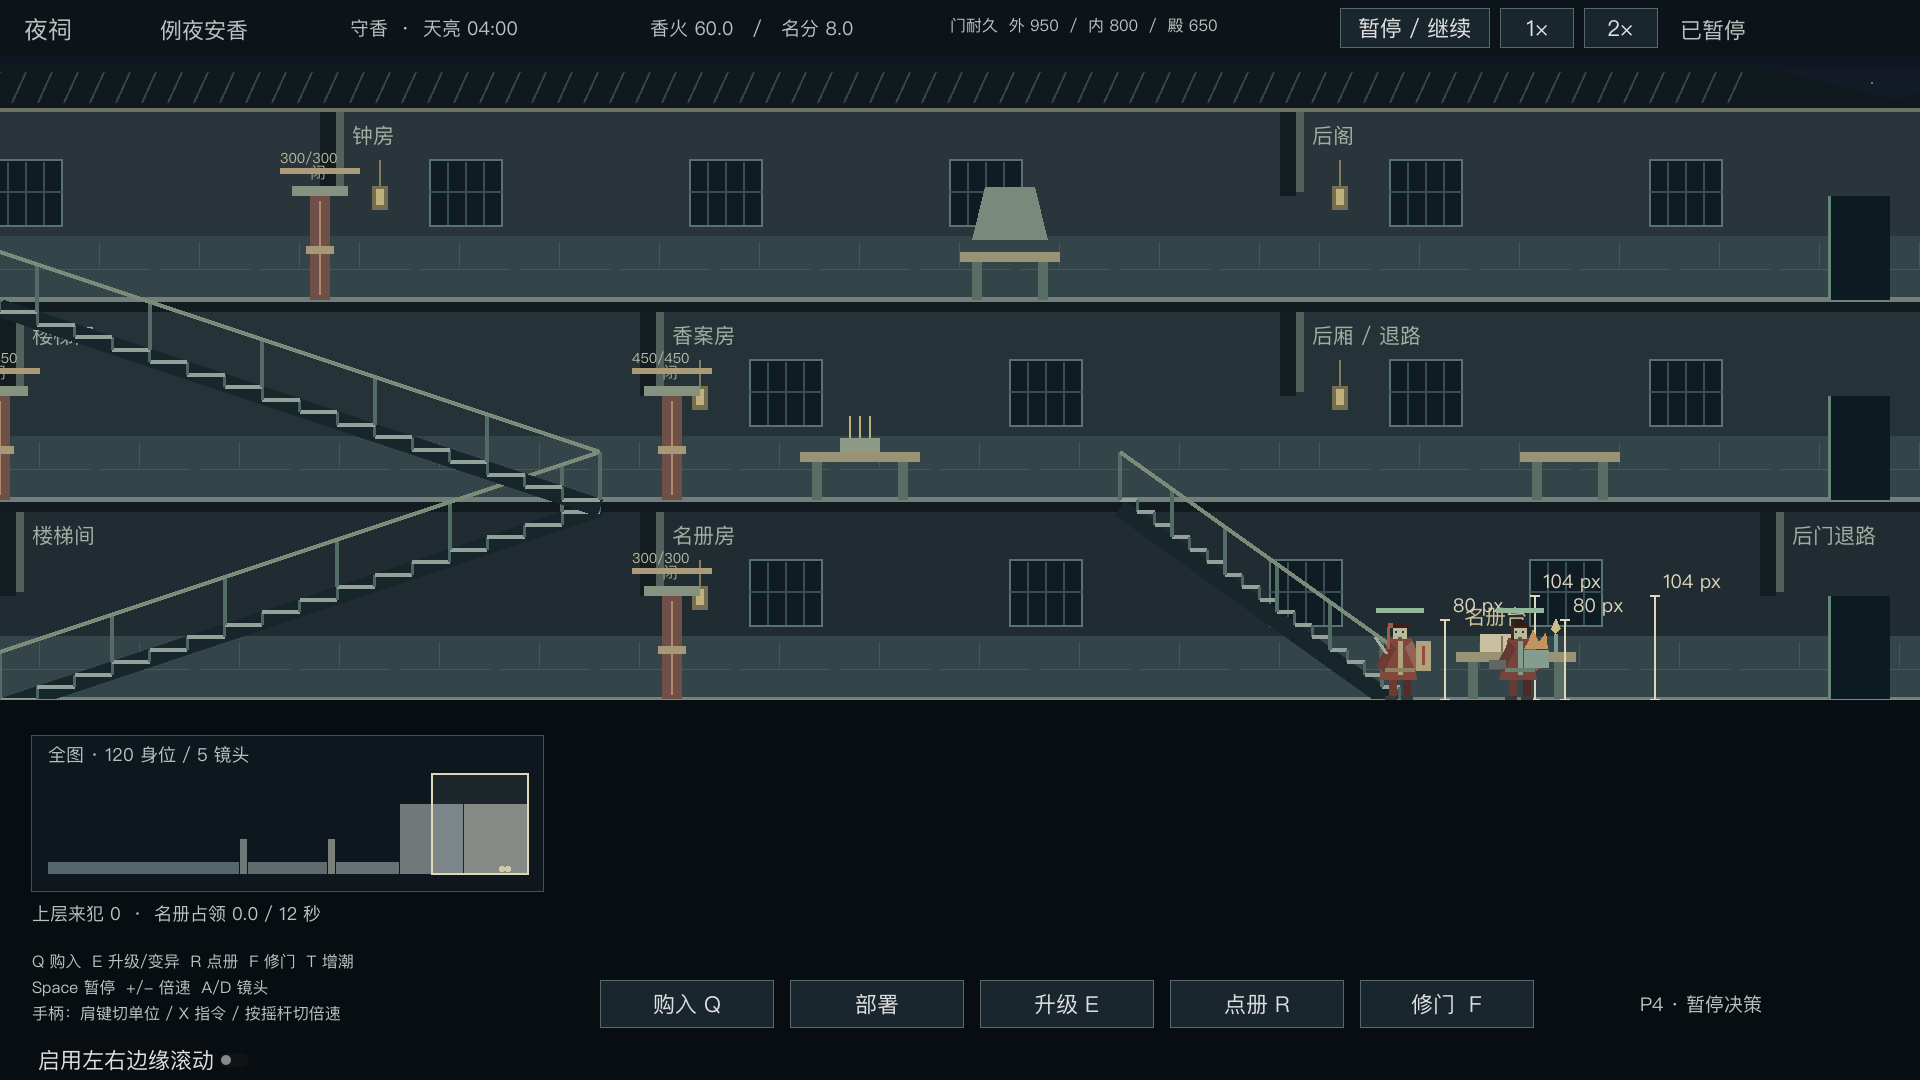 夜祠
例夜安香
守香 · 天亮 04:00
香火 60.0 / 名分 8.0
门耐久 外 950 / 内 800 / 殿 650
暂停 / 继续
1×
2×
已暂停
钟房
后阁
300/300
闭
香案房
后厢 / 退路
450/450
闭
楼梯间
名册房
后门退路
300/300
闭
104 px
104 px
80 px
80 px
名册台
全图 · 120 身位 / 5 镜头
上层来犯 0 · 名册占领 0.0 / 12 秒
Q 购入 E 升级/变异 R 点册 F 修门 T 增潮
Space 暂停 +/− 倍速 A/D 镜头
手柄：肩键切单位 / X 指令 / 按摇杆切倍速
启用左右边缘滚动
购入 Q
部署
升级 E
点册 R
修门 F
P4 · 暂停决策